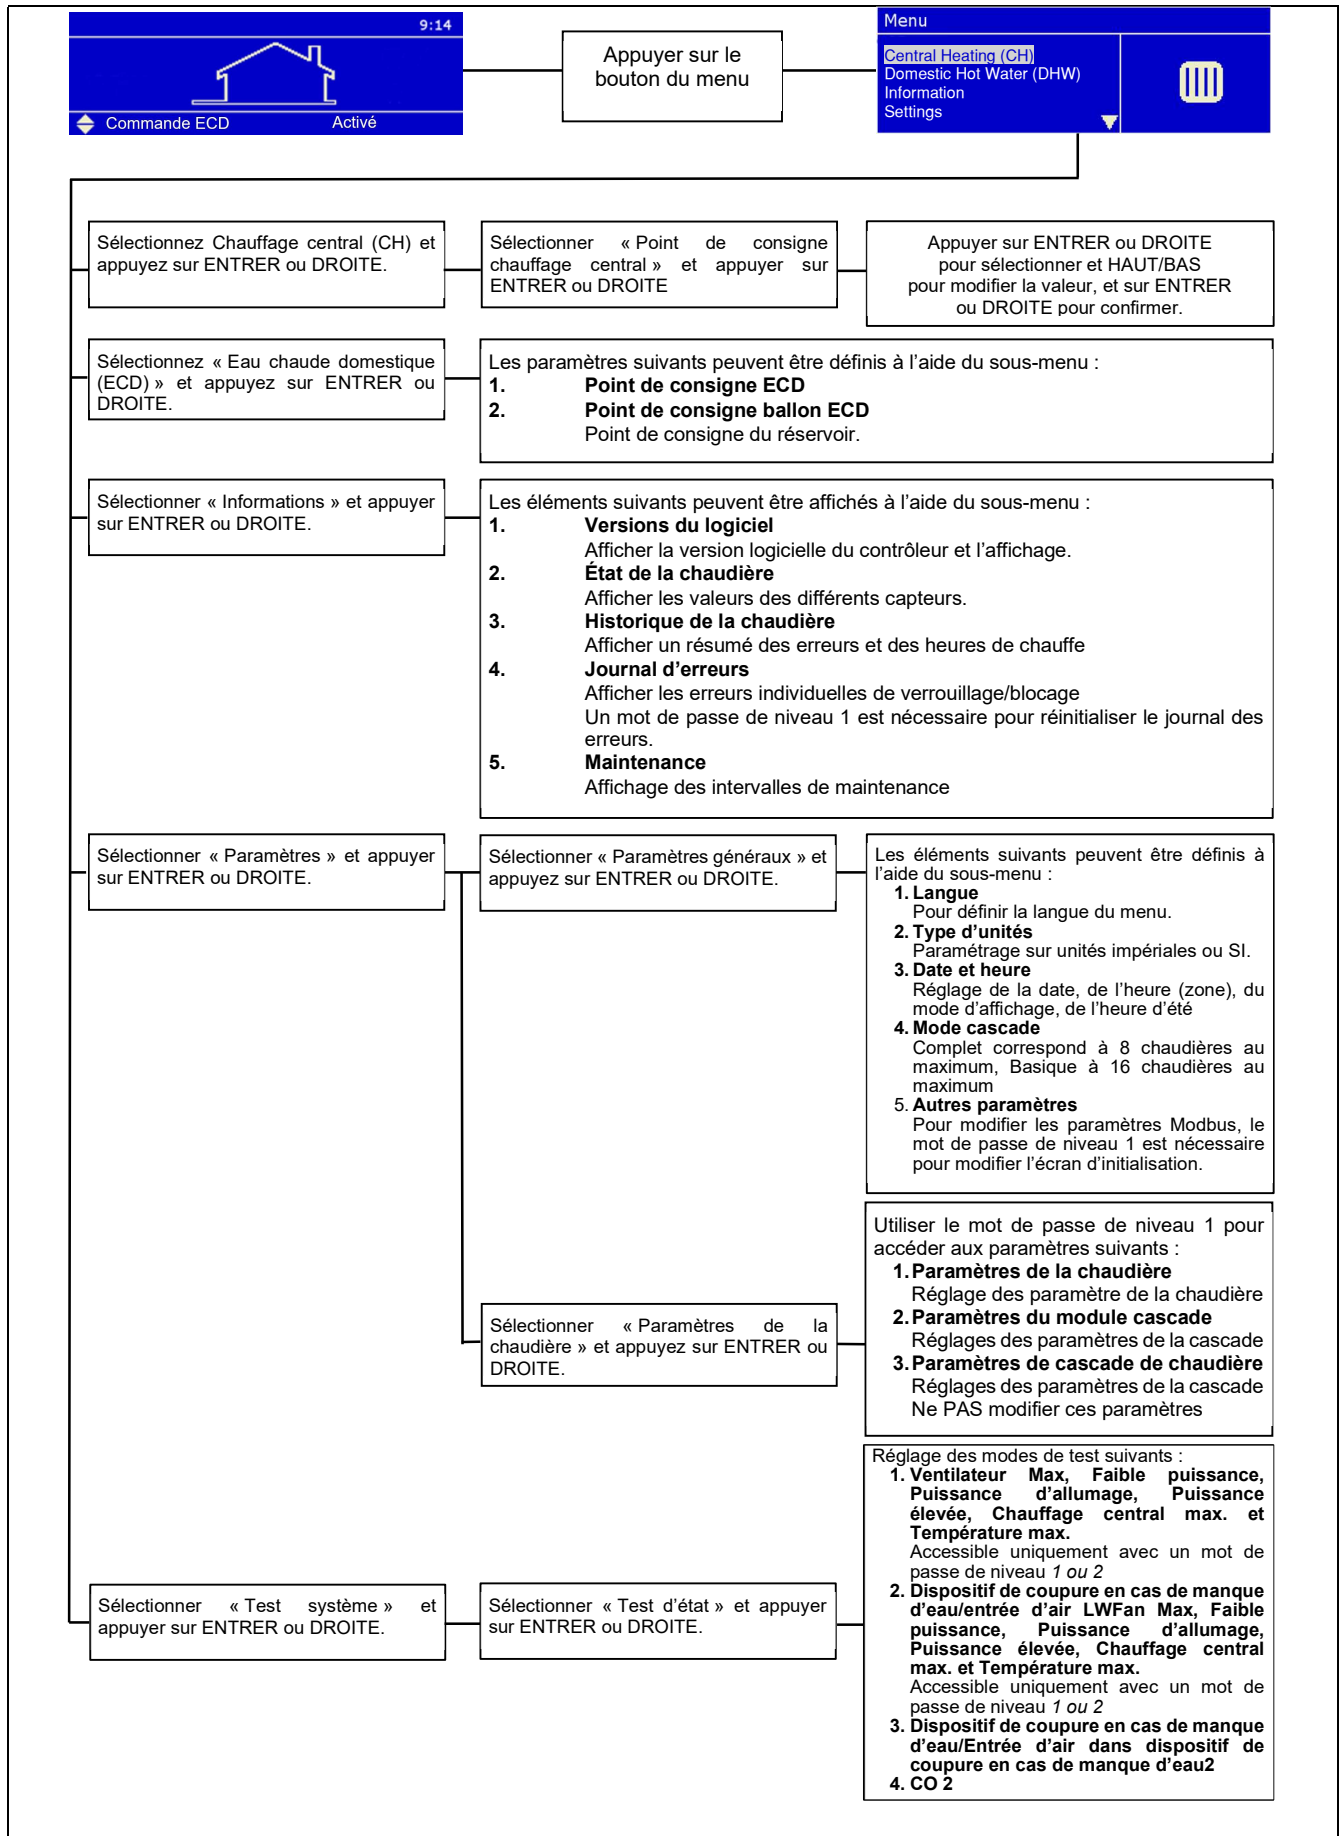 9:14
Commande ECD Activé
Appuyer sur le
bouton du menu
Menu
Central Heating (CH)
Domestic Hot Water (DHW)
Information
Settings
Sélectionnez Chauffage central (CH) et
appuyez sur ENTRER ou DROITE.
Sélectionner « Point de consigne
chauffage central » et appuyer sur
ENTRER ou DROITE
Appuyer sur ENTRER ou DROITE
pour sélectionner et HAUT/BAS
pour modifier la valeur, et sur ENTRER
ou DROITE pour confirmer.
Sélectionnez « Eau chaude domestique
(ECD) » et appuyez sur ENTRER ou
DROITE.
Les paramètres suivants peuvent être définis à l'aide du sous-menu :
1. Point de consigne ECD
2. Point de consigne ballon ECD
Point de consigne du réservoir.
Sélectionner « Informations » et appuyer
sur ENTRER ou DROITE.
Les éléments suivants peuvent être affichés à l'aide du sous-menu :
1. Versions du logiciel
Afficher la version logicielle du contrôleur et l'affichage.
2. État de la chaudière
Afficher les valeurs des différents capteurs.
3. Historique de la chaudière
Afficher un résumé des erreurs et des heures de chauffe
4. Journal d'erreurs
Afficher les erreurs individuelles de verrouillage/blocage
Un mot de passe de niveau 1 est nécessaire pour réinitialiser le journal des
erreurs.
5. Maintenance
Affichage des intervalles de maintenance
Sélectionner « Paramètres » et appuyer
sur ENTRER ou DROITE.
Sélectionner « Paramètres généraux » et
appuyez sur ENTRER ou DROITE.
Les éléments suivants peuvent être définis à
l'aide du sous-menu :
1. Langue
Pour définir la langue du menu.
2. Type d'unités
Paramétrage sur unités impériales ou SI.
3. Date et heure
Réglage de la date, de l'heure (zone), du
mode d'affichage, de l'heure d'été
4. Mode cascade
Complet correspond à 8 chaudières au
maximum, Basique à 16 chaudières au
maximum
5. Autres paramètres
Pour modifier les paramètres Modbus, le
mot de passe de niveau 1 est nécessaire
pour modifier l'écran d'initialisation.
Sélectionner « Paramètres de la
chaudière » et appuyez sur ENTRER ou
DROITE.
Utiliser le mot de passe de niveau 1 pour
accéder aux paramètres suivants :
1. Paramètres de la chaudière
Réglage des paramètre de la chaudière
2. Paramètres du module cascade
Réglages des paramètres de la cascade
3. Paramètres de cascade de chaudière
Réglages des paramètres de la cascade
Ne PAS modifier ces paramètres
Sélectionner « Test système » et
appuyer sur ENTRER ou DROITE.
Sélectionner « Test d'état » et appuyer
sur ENTRER ou DROITE.
Réglage des modes de test suivants :
1. Ventilateur Max, Faible puissance,
Puissance d'allumage, Puissance
élevée, Chauffage central max. et
Température max.
Accessible uniquement avec un mot de
passe de niveau 1 ou 2
2. Dispositif de coupure en cas de manque
d'eau/entrée d'air LWFan Max, Faible
puissance, Puissance d'allumage,
Puissance élevée, Chauffage central
max. et Température max.
Accessible uniquement avec un mot de
passe de niveau 1 ou 2
3. Dispositif de coupure en cas de manque
d'eau/Entrée d'air dans dispositif de
coupure en cas de manque d'eau2
4. CO 2